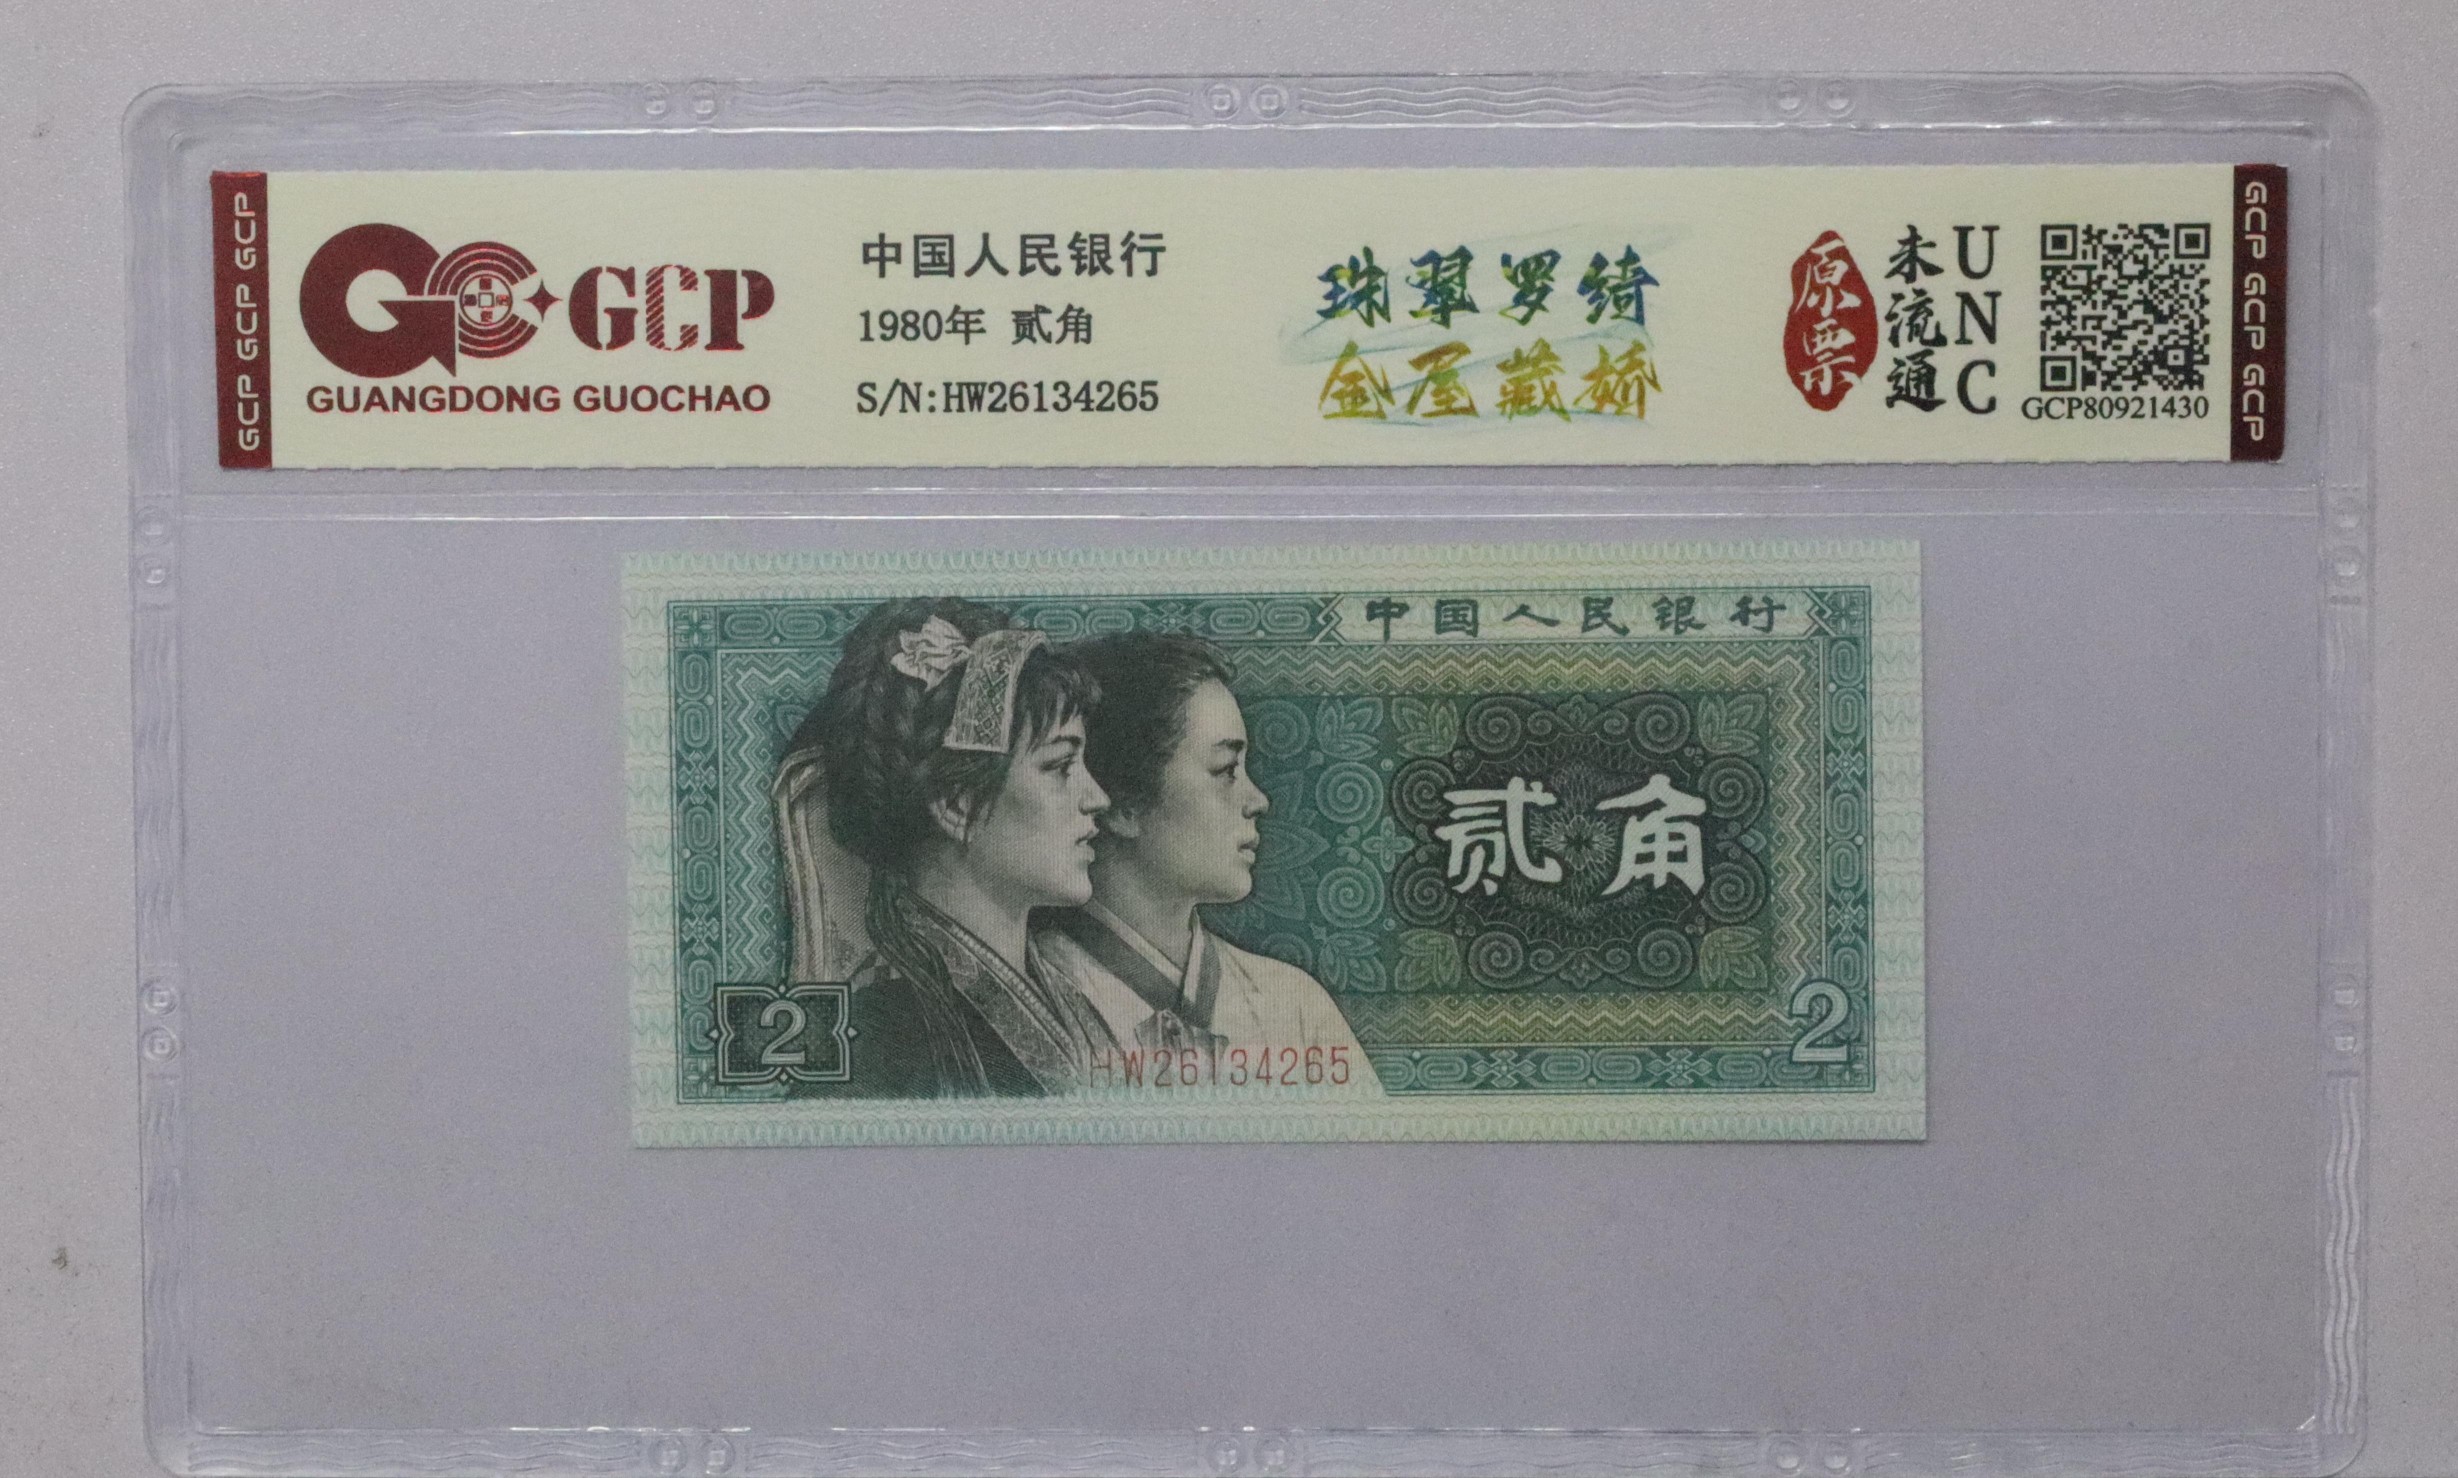 GCP GCP GCP
GCP
GUANGDONG GUOCHAO
中国人民银行
1980年 贰角
S/N:HW26134265
珠翠罗绮
金屋藏娇
原票
未流通
UNC
GCP80921430
GCP GCP GCP
中国人民银行
贰角
2
HW26134265
2